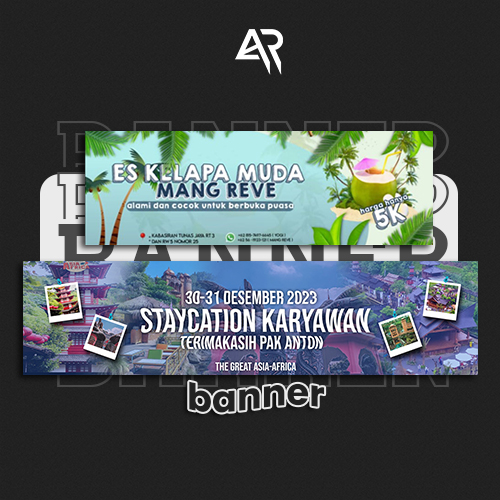 AR
BANNER
ES KELAPA MUDA
MANG REVE
alami dan cocok untuk berbuka puasa
harga hanya
5K
BANNER
30-31 DESEMBER 2023
STAYCATION KARYAWAN
TERIMAKASIH PAK ANTON
THE GREAT ASIA-AFRICA
banner